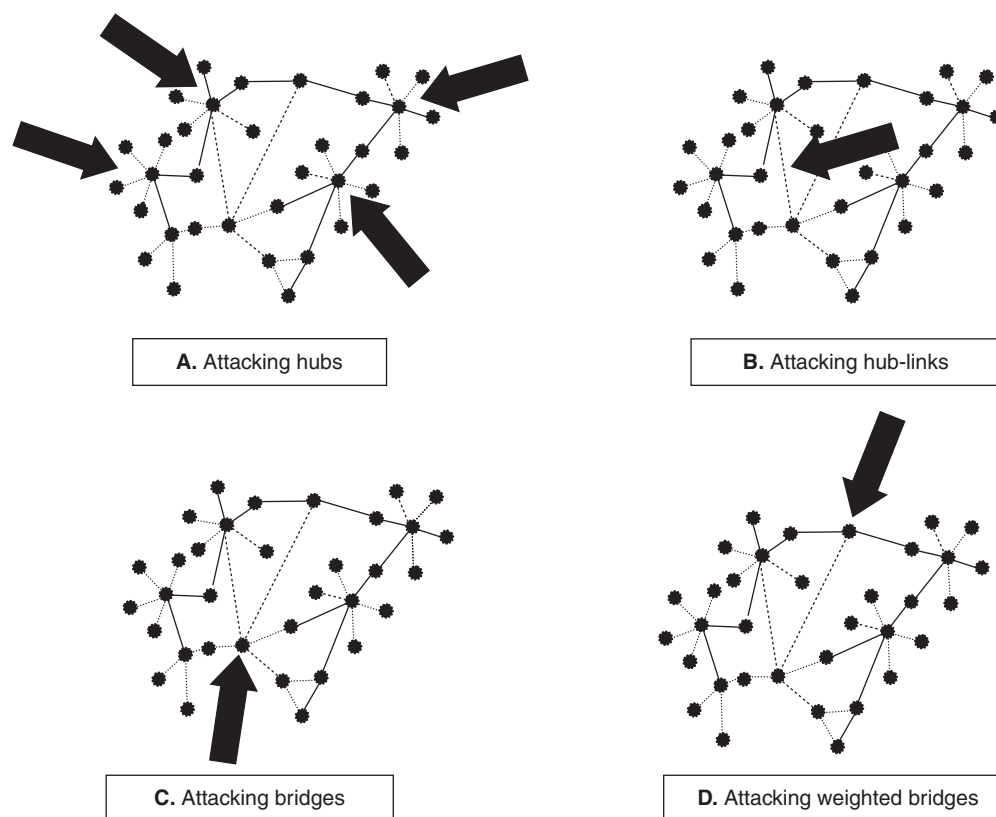 A. Attacking hubs
B. Attacking hub-links
C. Attacking bridges
D. Attacking weighted bridges